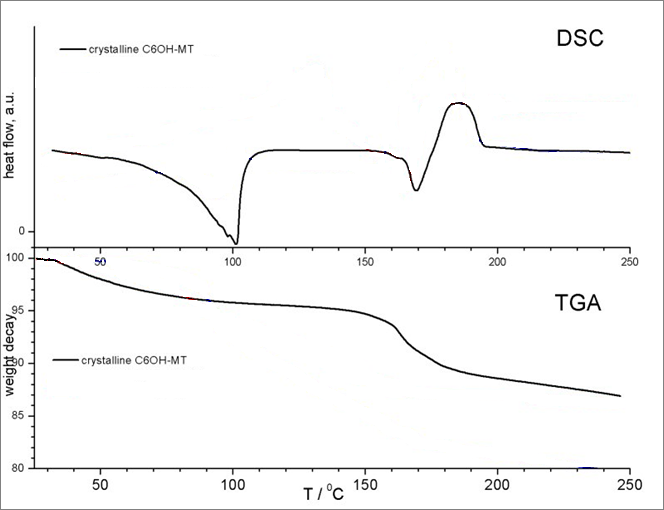 DSC
crystalline C6OH-MT
heat flow, a.u.
0
50 100 150 200 250
100
TGA
95
crystalline C6OH-MT
weight decay
90
85
80
50 100 150 200 250
T / °C